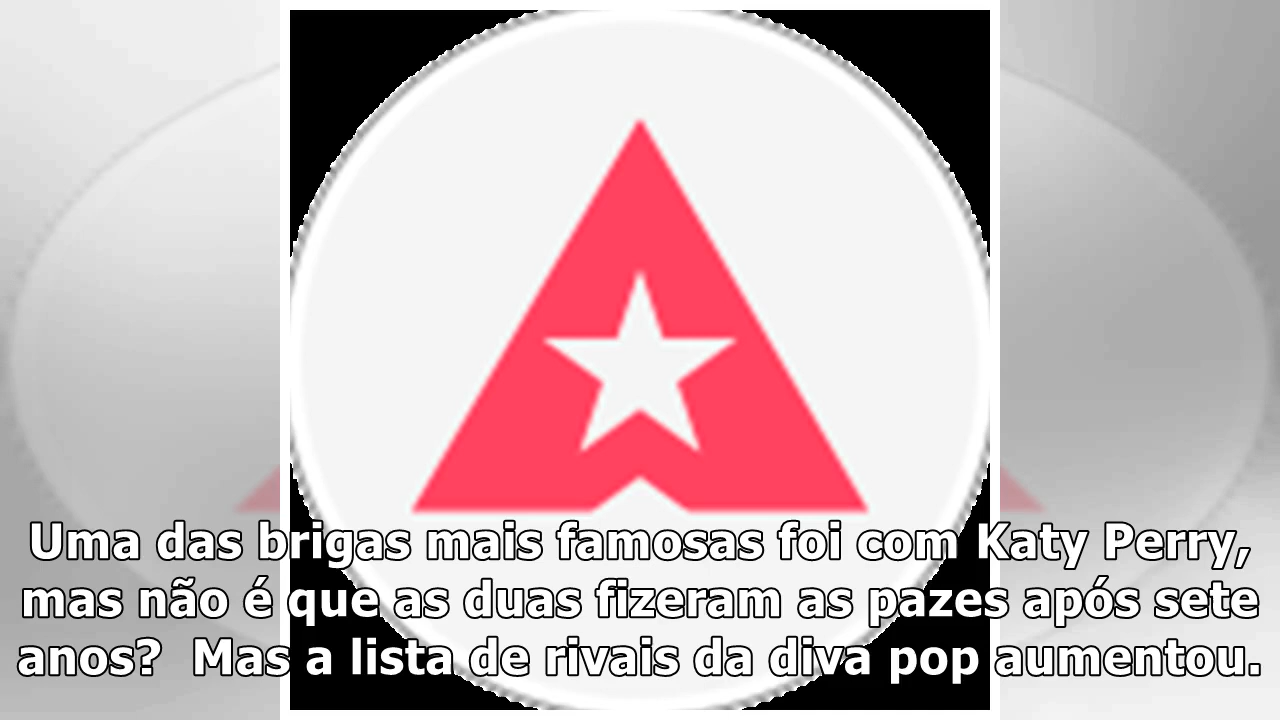 Uma das brigas mais famosas foi com Katy Perry,
mas não é que as duas fizeram as pazes após sete
anos?  Mas a lista de rivais da diva pop aumentou.